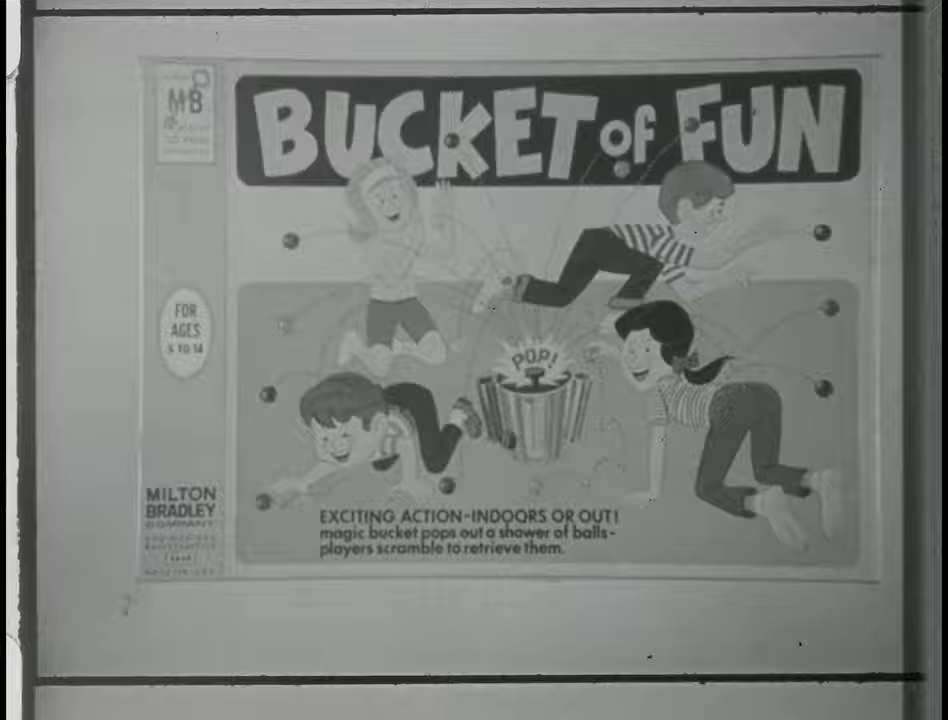 MB
BUCKET OF FUN
FOR
AGES
5 TO 14
POP!
MILTON
BRADLEY
COMPANY
EXCITING ACTION-INDOORS OR OUT!
magic bucket pops out a shower of balls-
players scramble to retrieve them.